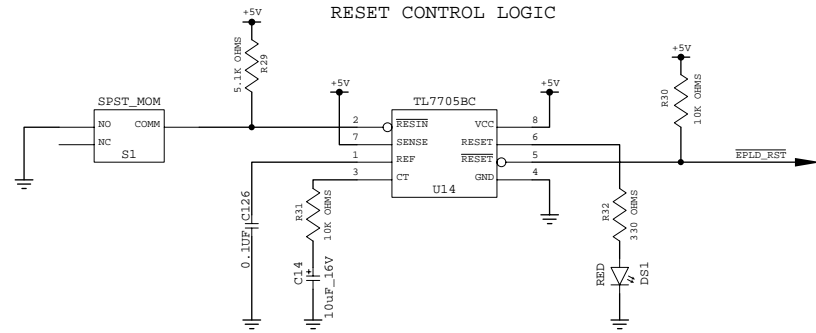 RESET CONTROL LOGIC
+5V
5.1K OHMS
R29
SPST_MOM
NO
COMM
NC
S1
+5V
TL7705BC
2
RESIN
7
SENSE
1
REF
3
CT
VCC
8
RESET
6
RESET
5
GND
4
U14
+5V
+5V
R30
10K OHMS
EPLD_RST
0.1UF C126
R31
10K OHMS
C14
+
10uF_16V
R32
330 OHMS
RED
DS1